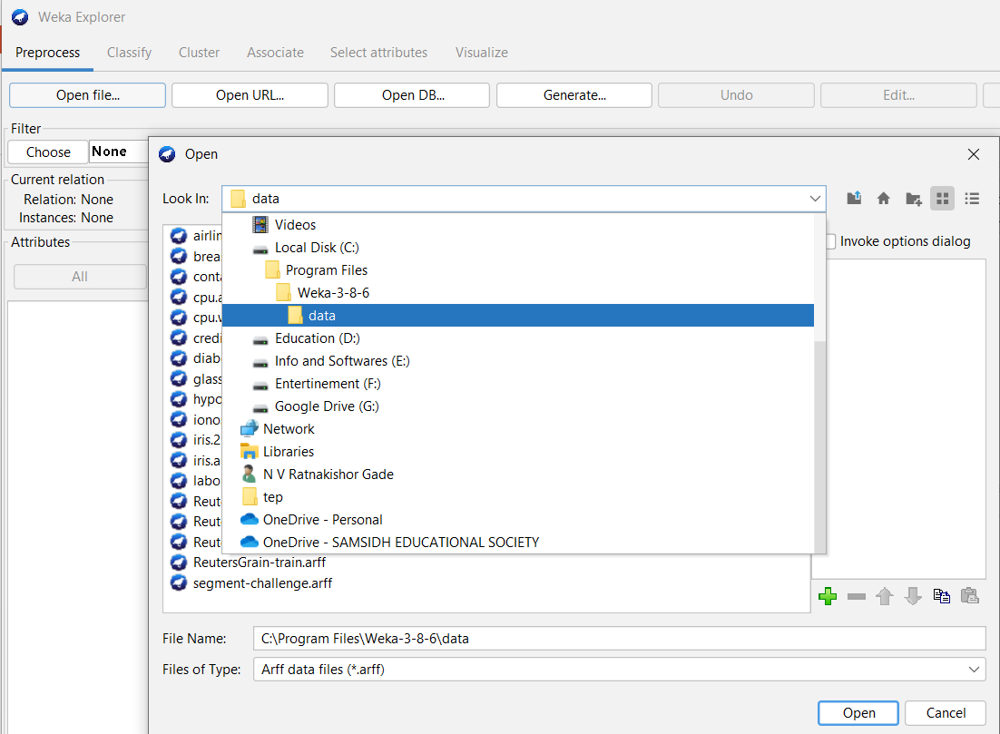 Weka Explorer
Preprocess Classify Cluster Associate Select attributes Visualize
Open file... Open URL... Open DB... Generate... Undo Edit...
Filter
Choose None
Open
Current relation
Relation: None
Instances: None
Attributes
All
Look In: data
Invoke options dialog
Videos
Local Disk (C:)
Program Files
Weka-3-8-6
data
Education (D:)
Info and Softwares (E:)
Entertinement (F:)
Google Drive (G:)
Network
Libraries
N V Ratnakishor Gade
tep
OneDrive - Personal
OneDrive - SAMSIDH EDUCATIONAL SOCIETY
airlin
breas
conta
cpu.a
cpu.w
credi
diab
glass
hypo
iono
iris.2
iris.a
labo
Reut
Reut
Reut
ReutersGrain-train.arff
segment-challenge.arff
File Name: C:\Program Files\Weka-3-8-6\data
Files of Type: Arff data files (*.arff)
Open Cancel